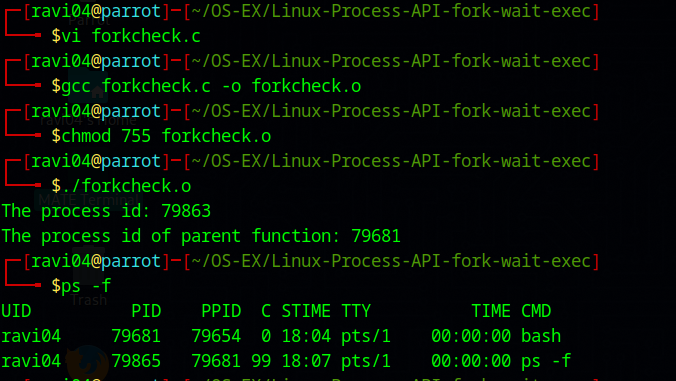 ┌─[ravi04@parrot]─[~/OS-EX/Linux-Process-API-fork-wait-exec]
└──╼ $vi forkcheck.c
┌─[ravi04@parrot]─[~/OS-EX/Linux-Process-API-fork-wait-exec]
└──╼ $gcc forkcheck.c -o forkcheck.o
┌─[ravi04@parrot]─[~/OS-EX/Linux-Process-API-fork-wait-exec]
└──╼ $chmod 755 forkcheck.o
┌─[ravi04@parrot]─[~/OS-EX/Linux-Process-API-fork-wait-exec]
└──╼ $./forkcheck.o
The process id: 79863
The process id of parent function: 79681
┌─[ravi04@parrot]─[~/OS-EX/Linux-Process-API-fork-wait-exec]
└──╼ $ps -f
Trash
UID          PID    PPID  C STIME TTY          TIME CMD
ravi04     79681   79654  0 18:04 pts/1    00:00:00 bash
ravi04     79865   79681 99 18:07 pts/1    00:00:00 ps -f